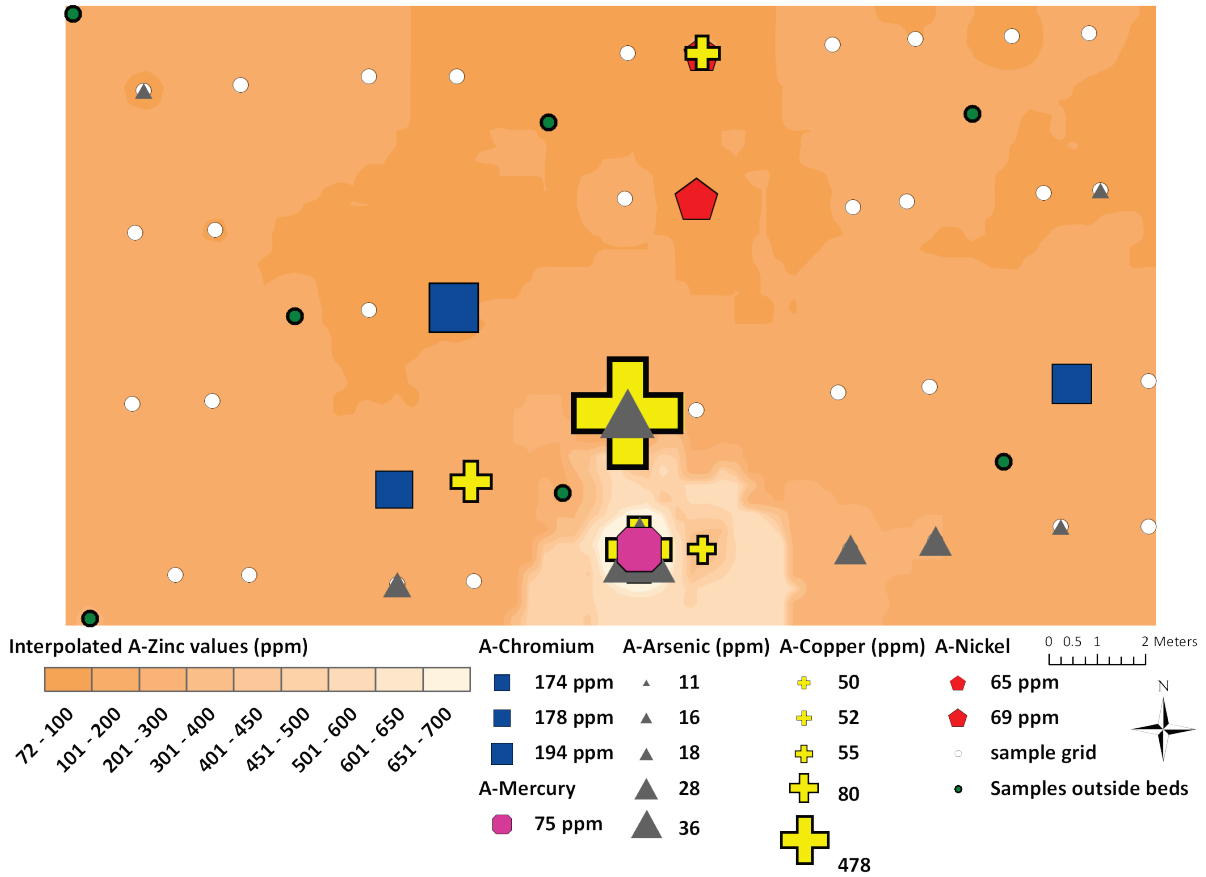 Interpolated A-Zinc values (ppm)
72 - 100
101 - 200
201 - 300
301 - 400
401 - 450
451 - 500
501 - 600
601 - 650
651 - 700
A-Chromium
174 ppm
178 ppm
194 ppm
A-Mercury
75 ppm
A-Arsenic (ppm)
11
16
18
28
36
A-Copper (ppm)
50
52
55
80
478
A-Nickel
65 ppm
69 ppm
sample grid
Samples outside beds
0 0.5 1 2 Meters
N